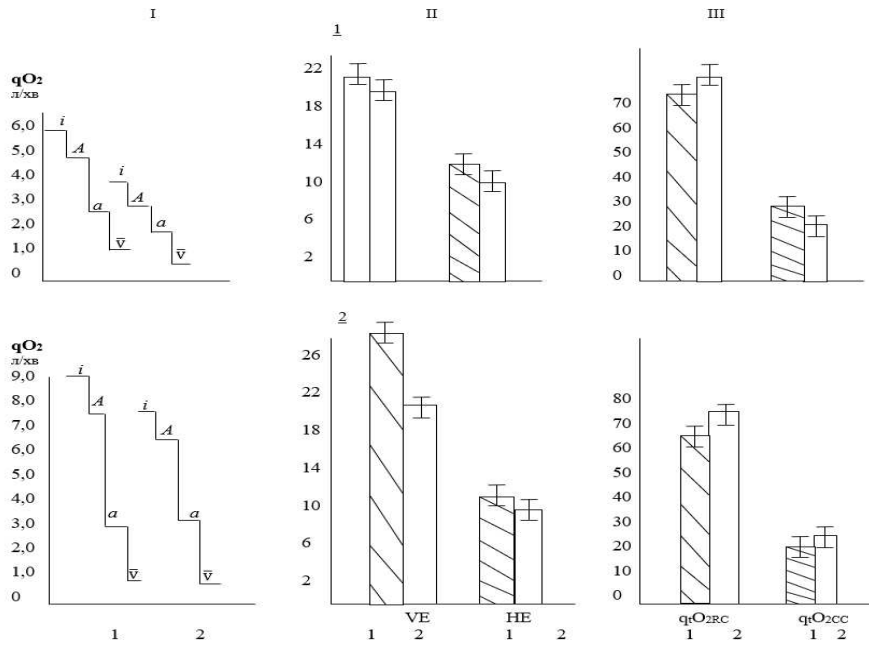 I II III
1
qO₂
л/хв
6,0
5,0
4,0
3,0
2,0
1,0
0
i
A
a
v̅
i
A
a
v̅
22
18
14
10
6
2
70
60
50
40
30
20
10
0
2
qO₂
л/хв
9,0
8,0
7,0
6,0
5,0
4,0
3,0
2,0
1,0
0
i
A
a
v̅
i
A
a
v̅
1 2
26
22
18
14
10
6
2
VE HE
1 2 1 2
80
70
60
50
40
30
20
10
0
qₜO₂RC qₜO₂CC
1 2 1 2